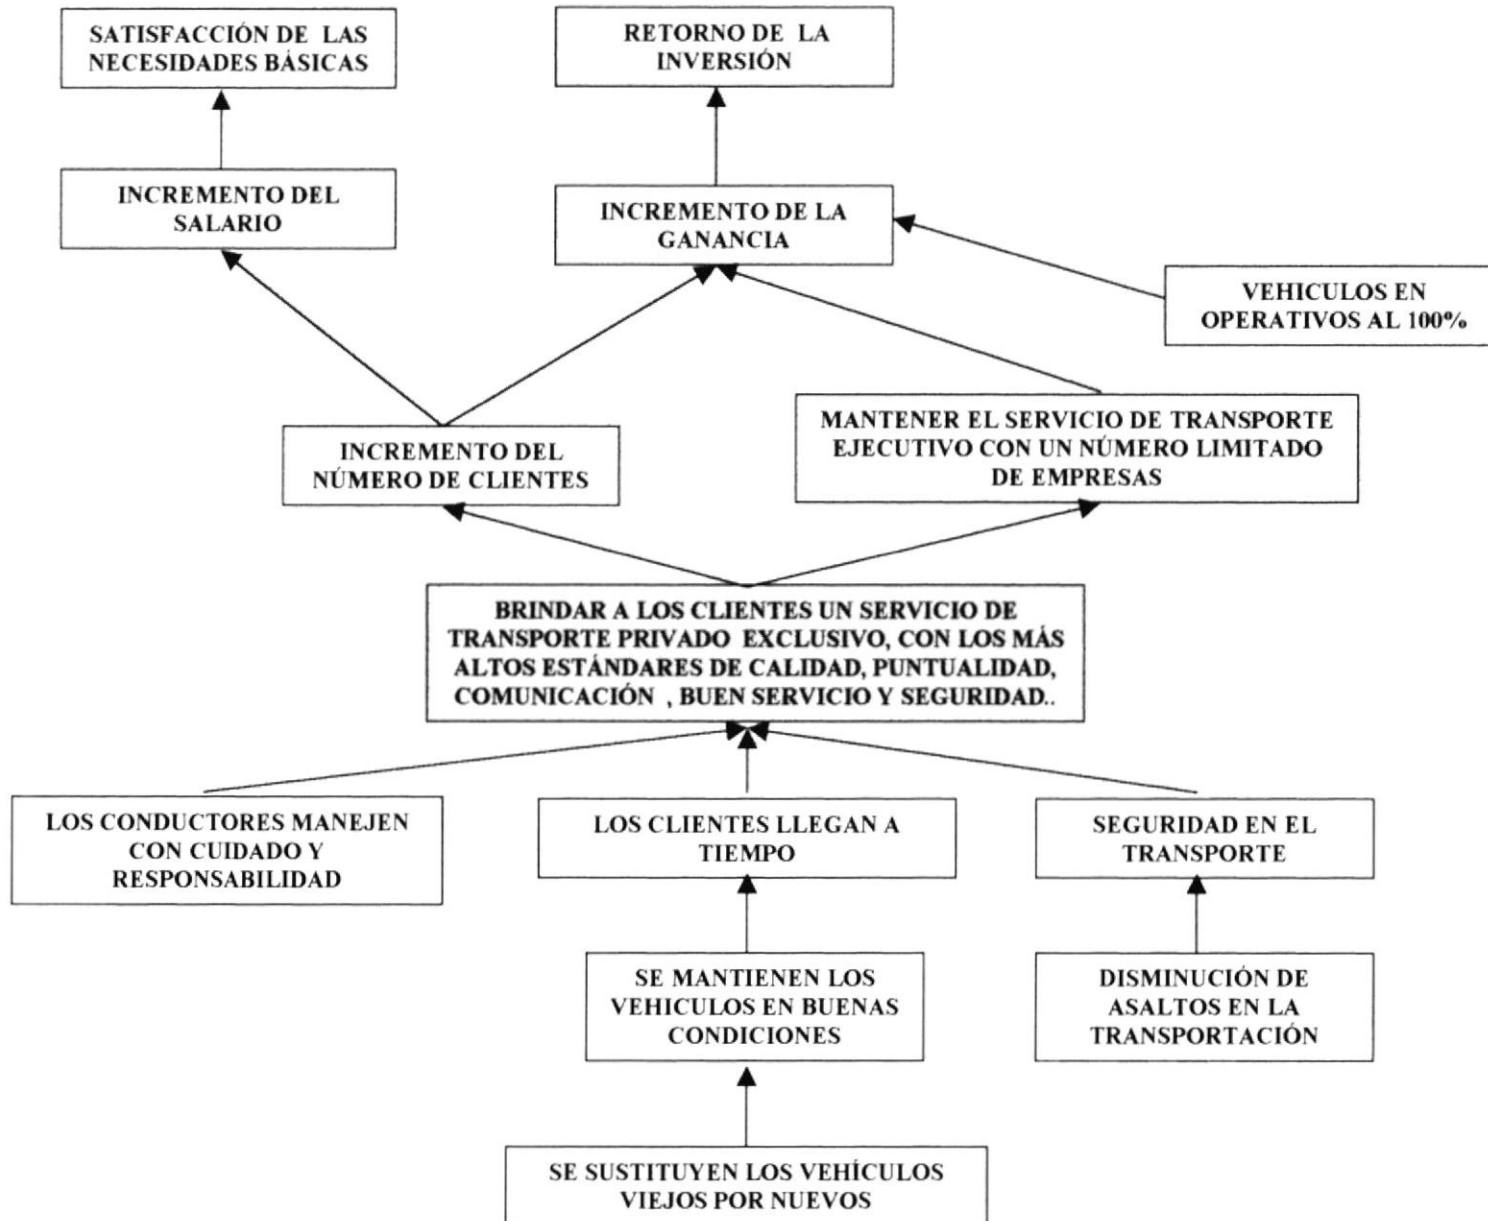 SATISFACCIÓN DE LAS
NECESIDADES BÁSICAS
RETORNO DE LA
INVERSIÓN
INCREMENTO DEL
SALARIO
INCREMENTO DE LA
GANANCIA
VEHICULOS EN
OPERATIVOS AL 100%
INCREMENTO DEL
NÚMERO DE CLIENTES
MANTENER EL SERVICIO DE TRANSPORTE
EJECUTIVO CON UN NÚMERO LIMITADO
DE EMPRESAS
BRINDAR A LOS CLIENTES UN SERVICIO DE
TRANSPORTE PRIVADO EXCLUSIVO, CON LOS MÁS
ALTOS ESTÁNDARES DE CALIDAD, PUNTUALIDAD,
COMUNICACIÓN , BUEN SERVICIO Y SEGURIDAD..
LOS CONDUCTORES MANEJEN
CON CUIDADO Y
RESPONSABILIDAD
LOS CLIENTES LLEGAN A
TIEMPO
SEGURIDAD EN EL
TRANSPORTE
SE MANTIENEN LOS
VEHICULOS EN BUENAS
CONDICIONES
DISMINUCIÓN DE
ASALTOS EN LA
TRANSPORTACIÓN
SE SUSTITUYEN LOS VEHÍCULOS
VIEJOS POR NUEVOS